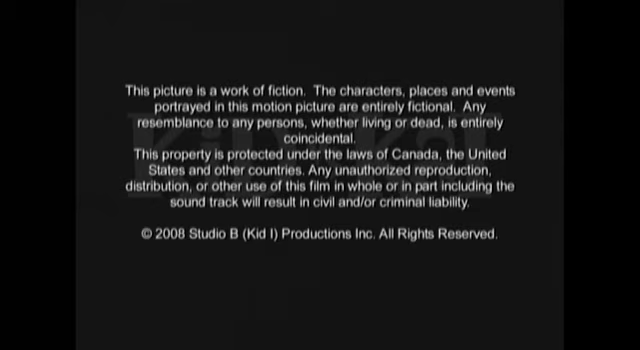 This picture is a work of fiction.  The characters, places and events
portrayed in this motion picture are entirely fictional.  Any
resemblance to any persons, whether living or dead, is entirely
coincidental.
This property is protected under the laws of Canada, the United
States and other countries. Any unauthorized reproduction,
distribution, or other use of this film in whole or in part including the
sound track will result in civil and/or criminal liability.
© 2008 Studio B (Kid I) Productions Inc. All Rights Reserved.